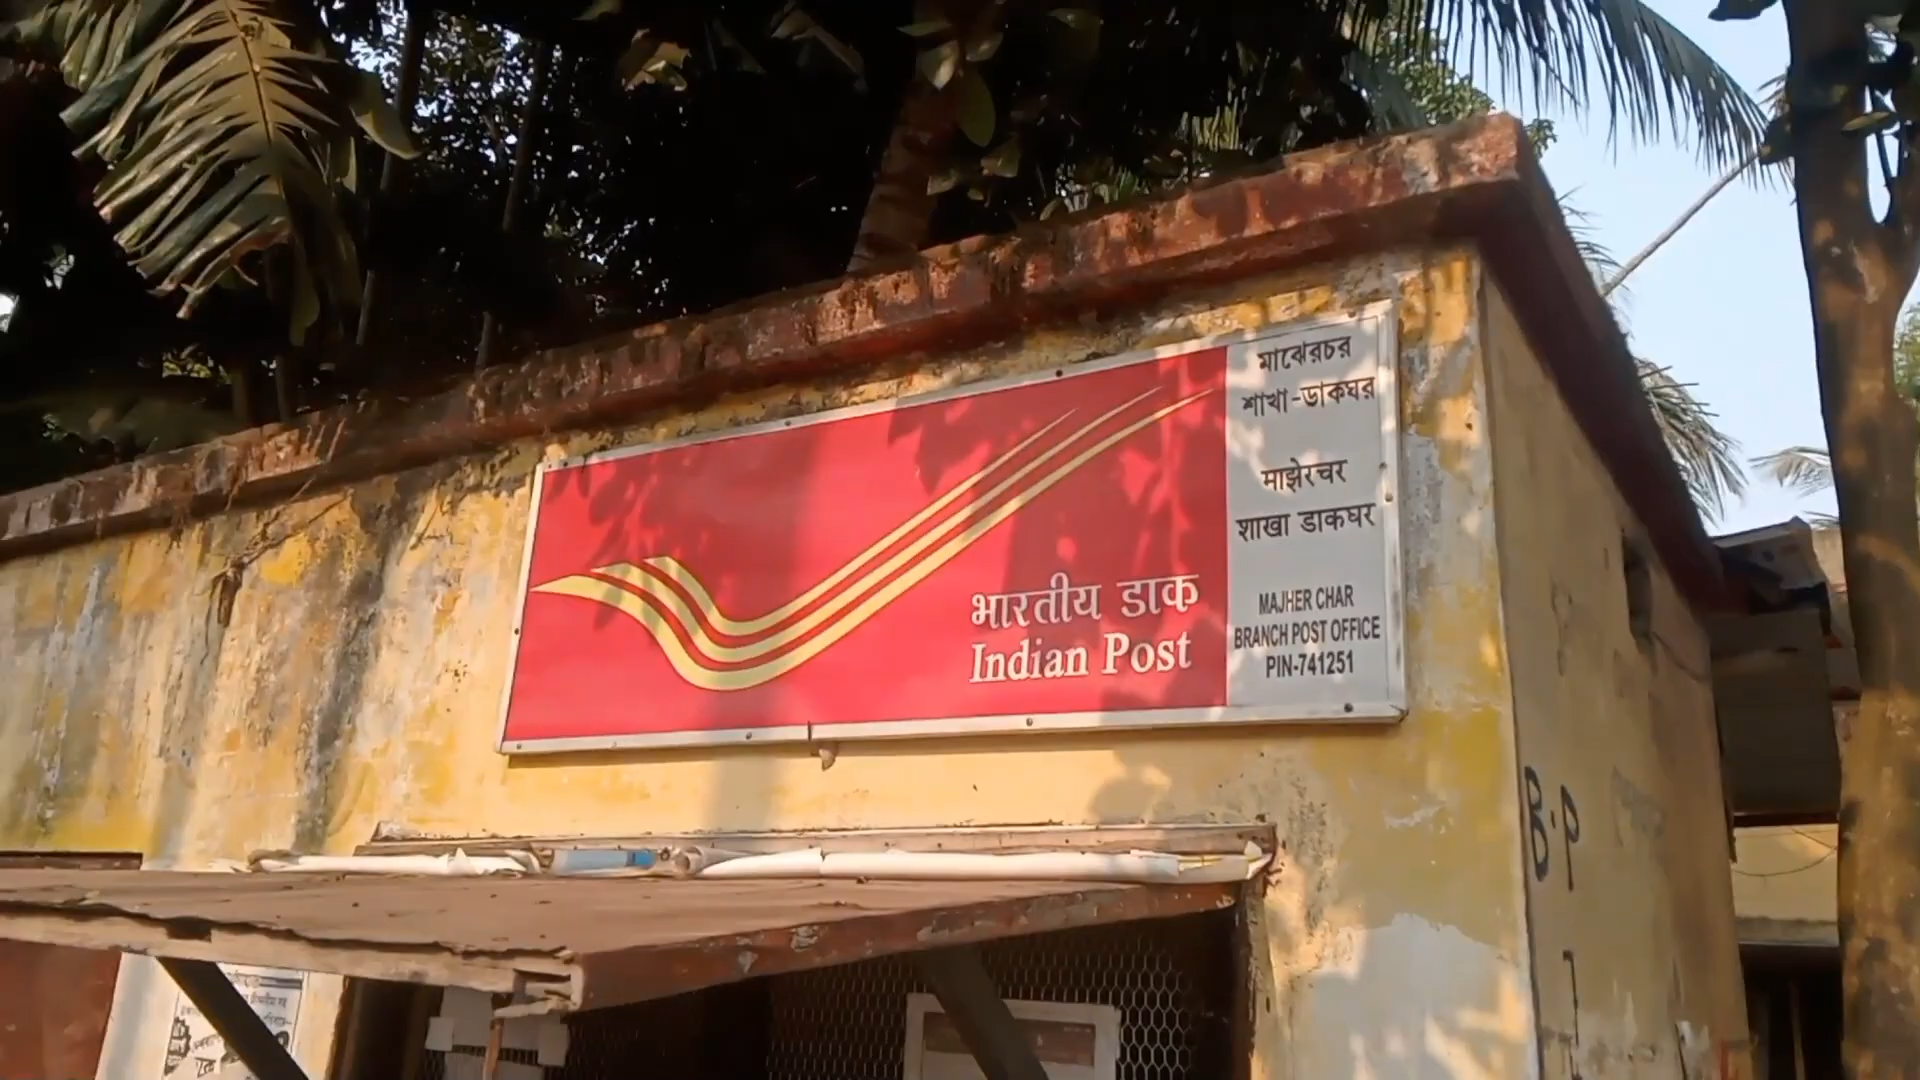 भारतीय डाक
Indian Post
মাঝেরচর
শাখা-ডাকঘর
माझेरचर
शाखा डाकघर
MAJHER CHAR
BRANCH POST OFFICE
PIN-741251
B.P